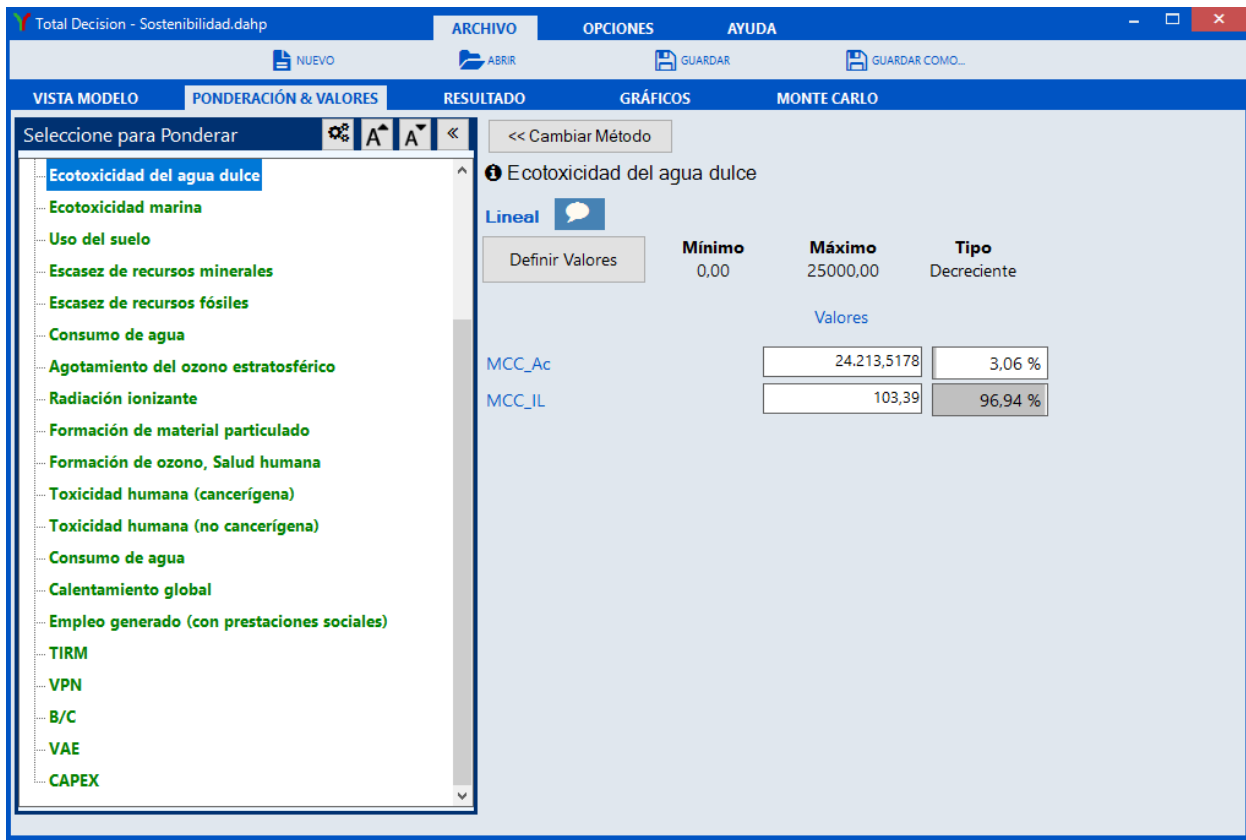 Total Decision - Sostenibilidad.dahp
ARCHIVO OPCIONES AYUDA
NUEVO ABRIR GUARDAR GUARDAR COMO...
VISTA MODELO PONDERACIÓN & VALORES RESULTADO GRÁFICOS MONTE CARLO
Seleccione para Ponderar
A A «
Ecotoxicidad del agua dulce
Ecotoxicidad marina
Uso del suelo
Escasez de recursos minerales
Escasez de recursos fósiles
Consumo de agua
Agotamiento del ozono estratosférico
Radiación ionizante
Formación de material particulado
Formación de ozono, Salud humana
Toxicidad humana (cancerígena)
Toxicidad humana (no cancerígena)
Consumo de agua
Calentamiento global
Empleo generado (con prestaciones sociales)
TIRM
VPN
B/C
VAE
CAPEX
<< Cambiar Método
Ecotoxicidad del agua dulce
Lineal
Definir Valores
Mínimo Máximo Tipo
0,00 25000,00 Decreciente
Valores
MCC_Ac 24.213,5178 3,06 %
MCC_IL 103,39 96,94 %